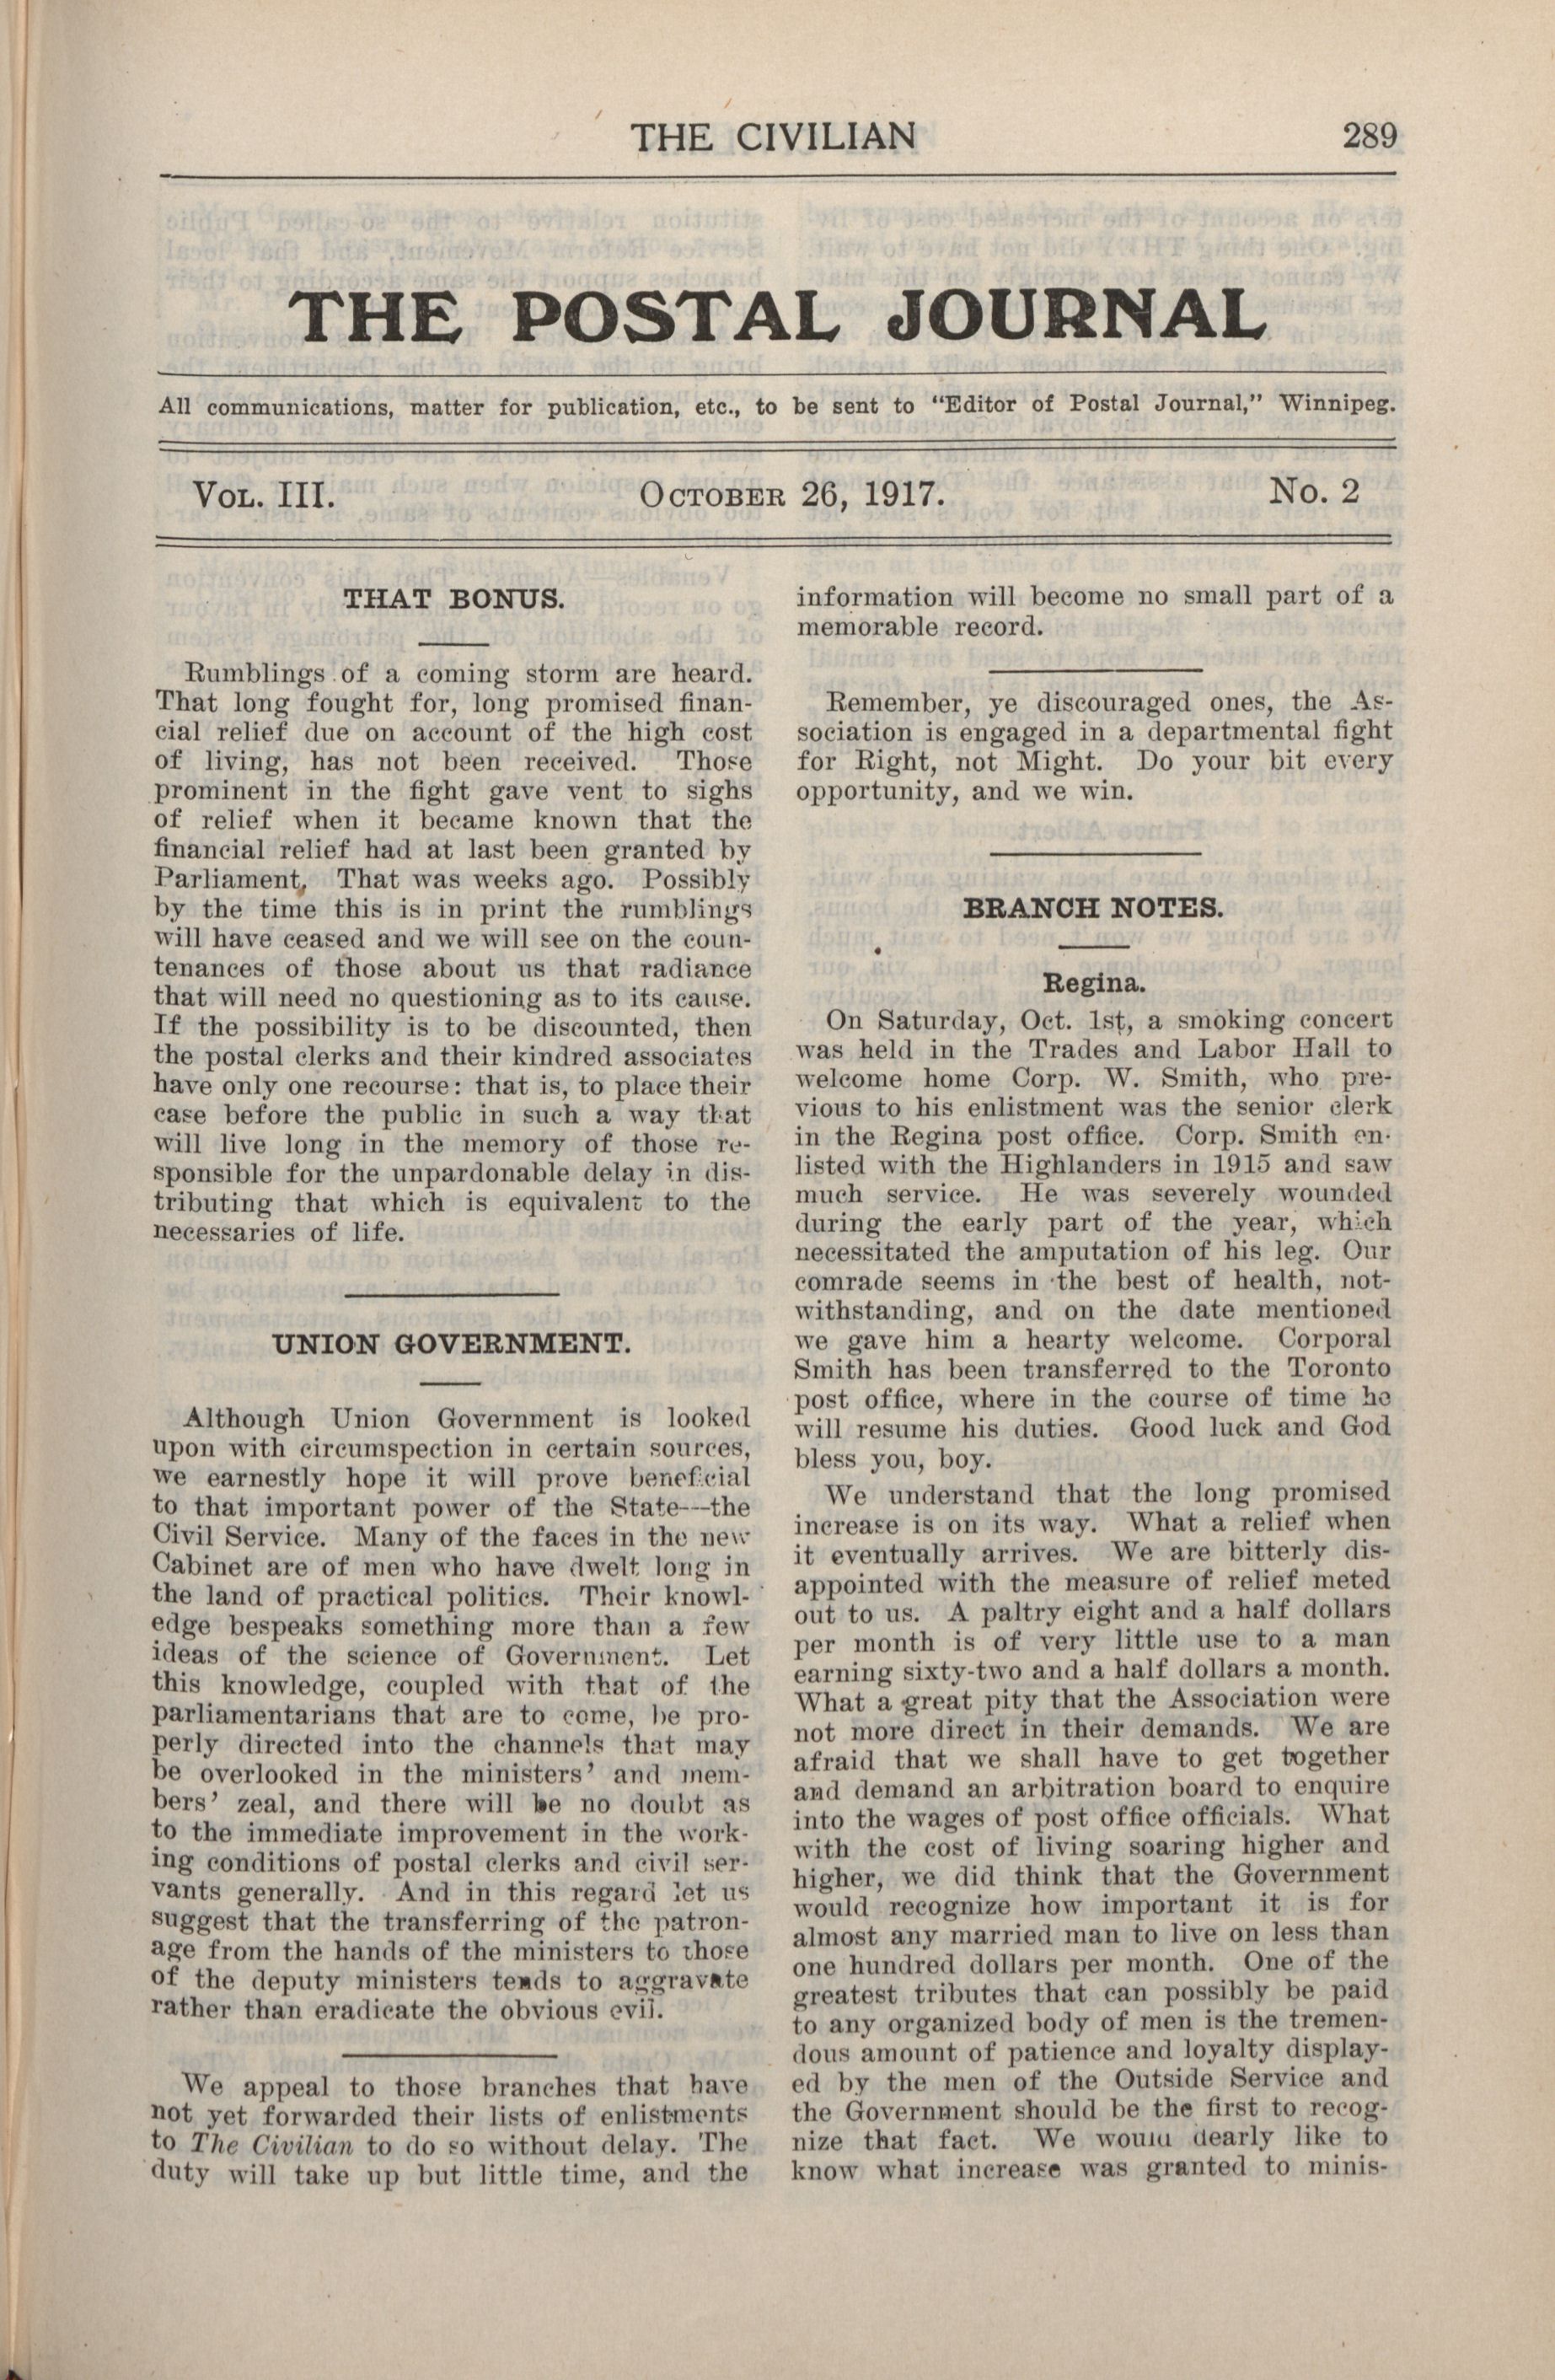 THE CIVILIAN
289
THE POSTAL JOURNAL
All communications, matter for publication, etc., to be sent to "Editor of Postal Journal," Winnipeg.
VOL. III.
OCTOBER 26, 1917.
No. 2
THAT BONUS.
Rumblings of a coming storm are heard.
That long fought for, long promised finan-
cial relief due on account of the high cost
of living, has not been received. Those
prominent in the fight gave vent to sighs
of relief when it became known that the
financial relief had at last been granted by
Parliament, That was weeks ago. Possibly
by the time this is in print the rumblings
will have ceased and we will see on the coun-
tenances of those about us that radiance
that will need no questioning as to its cause.
If the possibility is to be discounted, then
the postal clerks and their kindred associates
have only one recourse: that is, to place their
case before the public in such a way that
will live long in the memory of those re-
sponsible for the unpardonable delay in dis-
tributing that which is equivalent to the
necessaries of life.
UNION GOVERNMENT.
Although Union Government is looked
upon with circumspection in certain sources,
we earnestly hope it will prove beneficial
to that important power of the State—the
Civil Service. Many of the faces in the new
Cabinet are of men who have dwelt long in
the land of practical politics. Their knowl-
edge bespeaks something more than a few
ideas of the science of Government. Let
this knowledge, coupled with that of the
parliamentarians that are to come, be pro-
perly directed into the channels that may
be overlooked in the ministers' and mem-
bers' zeal, and there will be no doubt as
to the immediate improvement in the work-
ing conditions of postal clerks and civil ser-
vants generally. And in this regard let us
suggest that the transferring of the patron-
age from the hands of the ministers to those
of the deputy ministers tends to aggravate
rather than eradicate the obvious evil.
We appeal to those branches that have
not yet forwarded their lists of enlistments
to The Civilian to do so without delay. The
duty will take up but little time, and the
information will become no small part of a
memorable record.
Remember, ye discouraged ones, the As-
sociation is engaged in a departmental fight
for Right, not Might. Do your bit every
opportunity, and we win.
BRANCH NOTES.
Regina.
On Saturday, Oct. 1st, a smoking concert
was held in the Trades and Labor Hall to
welcome home Corp. W. Smith, who pre-
vious to his enlistment was the senior clerk
in the Regina post office. Corp. Smith en-
listed with the Highlanders in 1915 and saw
much service. He was severely wounded
during the early part of the year, which
necessitated the amputation of his leg. Our
comrade seems in the best of health, not-
withstanding, and on the date mentioned
we gave him a hearty welcome. Corporal
Smith has been transferred to the Toronto
post office, where in the course of time he
will resume his duties. Good luck and God
bless you, boy.
We understand that the long promised
increase is on its way. What a relief when
it eventually arrives. We are bitterly dis-
appointed with the measure of relief meted
out to us. A paltry eight and a half dollars
per month is of very little use to a man
earning sixty-two and a half dollars a month.
What a great pity that the Association were
not more direct in their demands. We are
afraid that we shall have to get together
and demand an arbitration board to enquire
into the wages of post office officials. What
with the cost of living soaring higher and
higher, we did think that the Government
would recognize how important it is for
almost any married man to live on less than
one hundred dollars per month. One of the
greatest tributes that can possibly be paid
to any organized body of men is the tremen-
dous amount of patience and loyalty display-
ed by the men of the Outside Service and
the Government should be the first to recog-
nize that fact. We would dearly like to
know what increase was granted to minis-